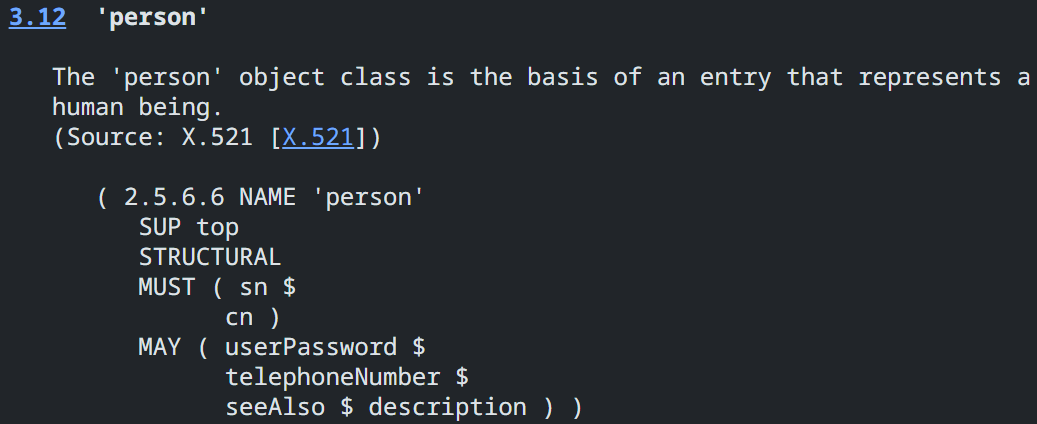 3.12 'person'
The 'person' object class is the basis of an entry that represents a
human being.
(Source: X.521 [X.521])
( 2.5.6.6 NAME 'person'
SUP top
STRUCTURAL
MUST ( sn $
cn )
MAY ( userPassword $
telephoneNumber $
seeAlso $ description ) )